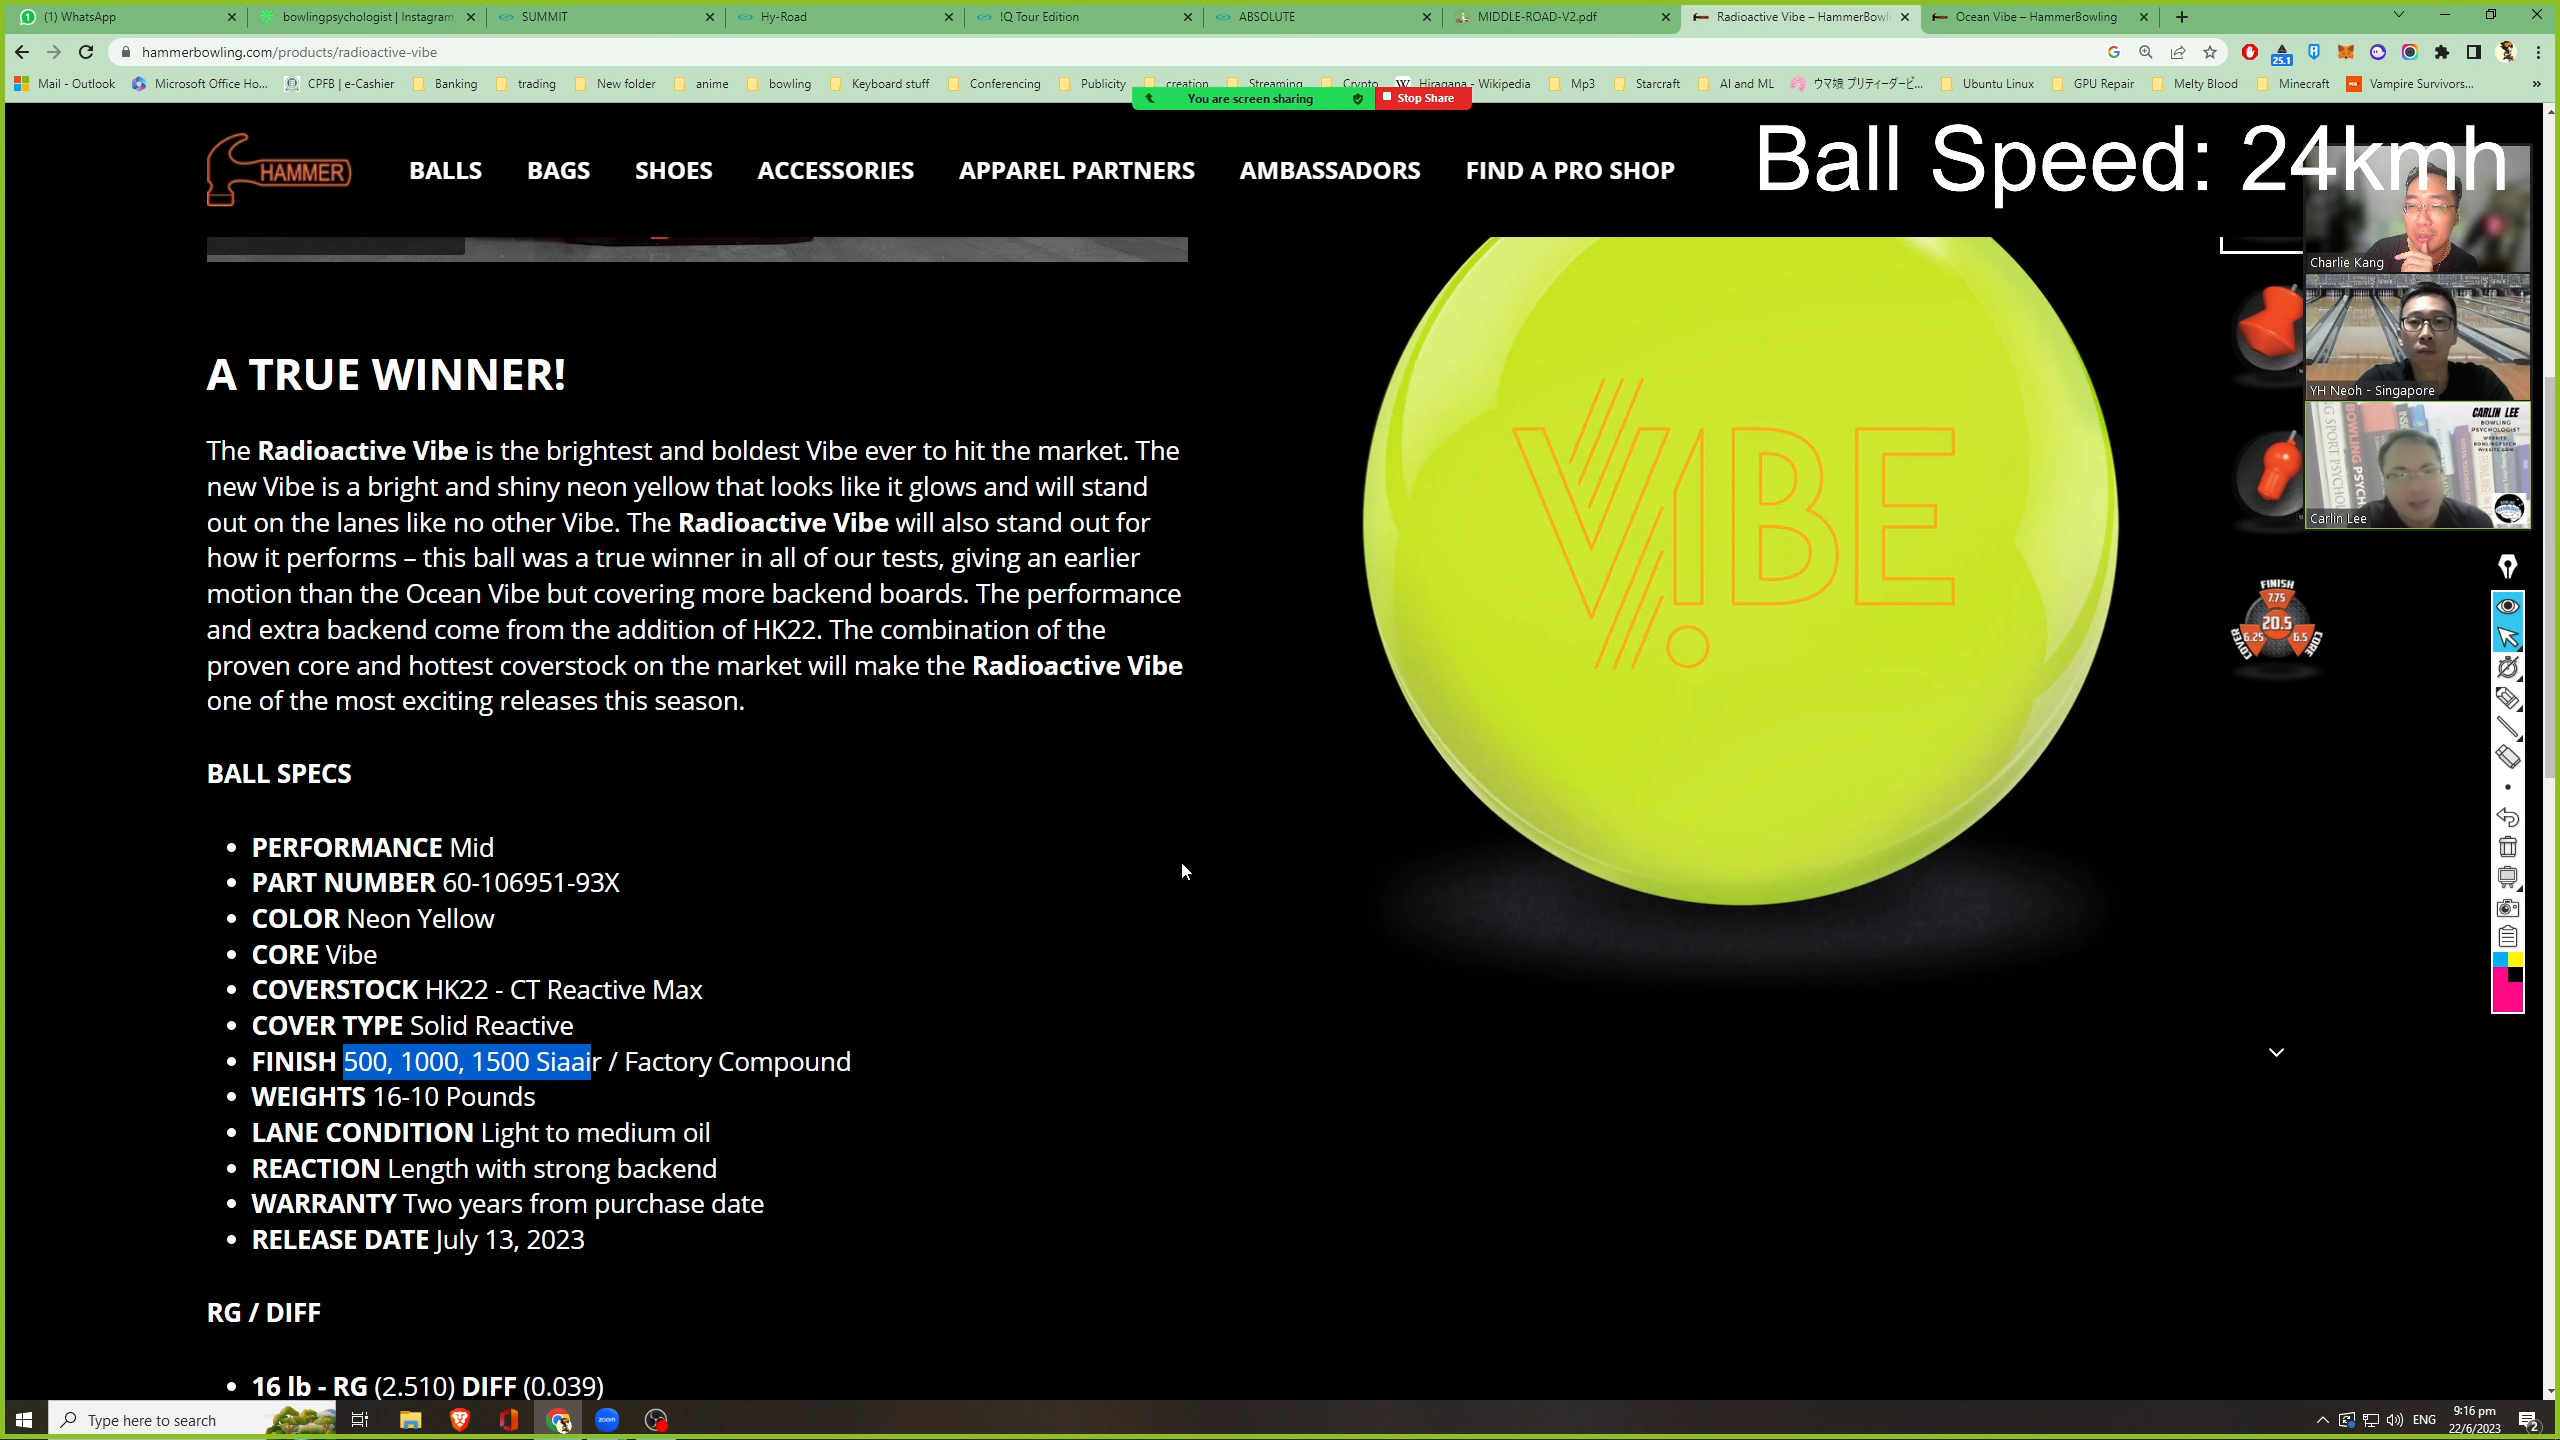 (1) WhatsApp
bowlingpsychologist | Instagram,
SUMMIT
Hy-Road
!Q Tour Edition
ABSOLUTE
MIDDLE-ROAD-V2.pdf
Radioactive Vibe – HammerBowli
Ocean Vibe – HammerBowling
hammerbowling.com/products/radioactive-vibe
25.1
Mail - Outlook
Microsoft Office Ho...
CPFB | e-Cashier
Banking
trading
New folder
anime
bowling
Keyboard stuff
Conferencing
Publicity
creation
Streaming
Crypto
Hiragana - Wikipedia
Mp3
Starcraft
AI and ML
ウマ娘 プリティーダービ...
Ubuntu Linux
GPU Repair
Melty Blood
Minecraft
Vampire Survivors...
You are screen sharing
Stop Share
HAMMER
BALLS
BAGS
SHOES
ACCESSORIES
APPAREL PARTNERS
AMBASSADORS
FIND A PRO SHOP
Ball Speed: 24kmh
Charlie Kang
YH Neoh - Singapore
CARLIN LEE
BOWLING
PSYCHOLOGIST
Carlin Lee
A TRUE WINNER!
The Radioactive Vibe is the brightest and boldest Vibe ever to hit the market. The
new Vibe is a bright and shiny neon yellow that looks like it glows and will stand
out on the lanes like no other Vibe. The Radioactive Vibe will also stand out for
how it performs – this ball was a true winner in all of our tests, giving an earlier
motion than the Ocean Vibe but covering more backend boards. The performance
and extra backend come from the addition of HK22. The combination of the
proven core and hottest coverstock on the market will make the Radioactive Vibe
one of the most exciting releases this season.
VIBE
FINISH
7.75
20.5
6.25
6.5
COVER
CORE
BALL SPECS
PERFORMANCE Mid
PART NUMBER 60-106951-93X
COLOR Neon Yellow
CORE Vibe
COVERSTOCK HK22 - CT Reactive Max
COVER TYPE Solid Reactive
FINISH 500, 1000, 1500 Siaair / Factory Compound
WEIGHTS 16-10 Pounds
LANE CONDITION Light to medium oil
REACTION Length with strong backend
WARRANTY Two years from purchase date
RELEASE DATE July 13, 2023
RG / DIFF
16 lb - RG (2.510) DIFF (0.039)
Type here to search
zoom
ENG
9:16 pm
22/6/2023
2